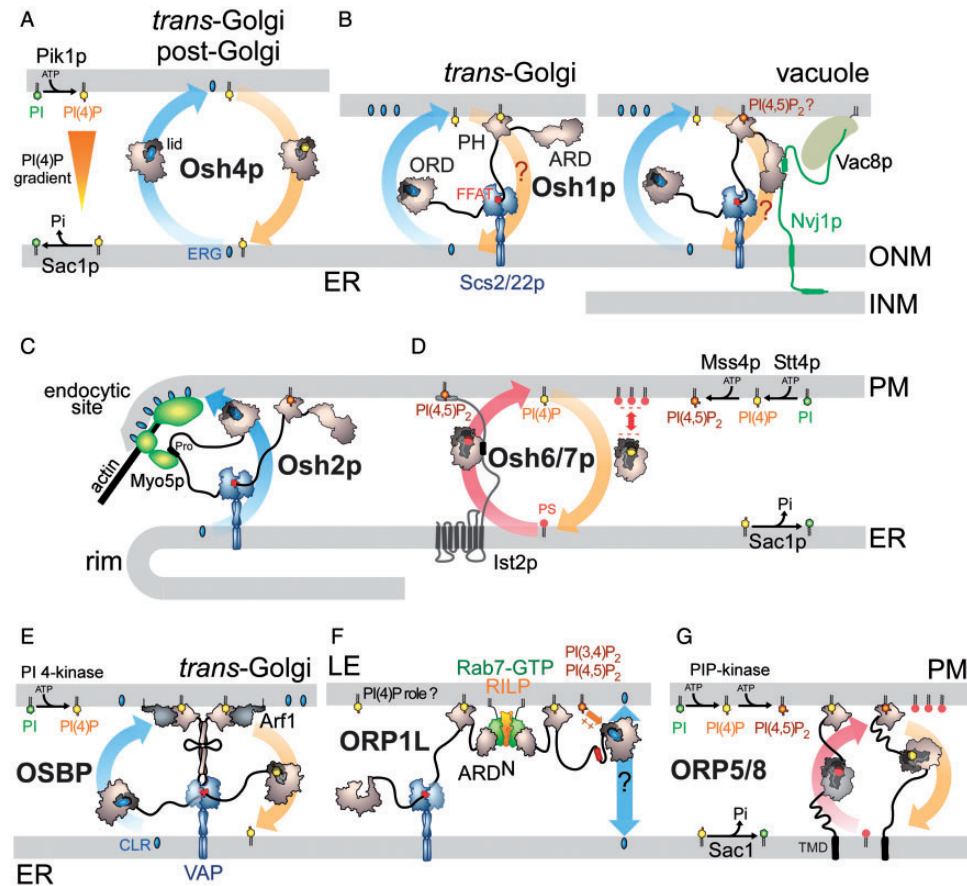 A
trans-Golgi
post-Golgi
Pik1p
ATP
PI
PI(4)P
PI(4)P
gradient
lid
Osh4p
Pi
Sac1p
ERG
ER
B
trans-Golgi
PH
ORD
ARD
?
Osh1p
FFAT
Scs2/22p
vacuole
PI(4,5)P2 ?
Vac8p
?
Nvj1p
ONM
INM
C
endocytic
site
Pro
actin
Myo5p
Osh2p
rim
D
Mss4p
Stt4p
ATP
ATP
PM
PI(4,5)P2
PI(4)P
PI(4,5)P2
PI(4)P
PI
Osh6/7p
PS
Pi
Sac1p
ER
Ist2p
E
PI 4-kinase
trans-Golgi
ATP
PI
PI(4)P
Arf1
OSBP
CLR
VAP
ER
F
LE
PI(3,4)P2
PI(4,5)P2
Rab7-GTP
RILP
PI(4)P role ?
ORP1L
ARD
N
?
G
PIP-kinase
PM
ATP
ATP
PI
PI(4)P
PI(4,5)P2
ORP5/8
Pi
Sac1
TMD